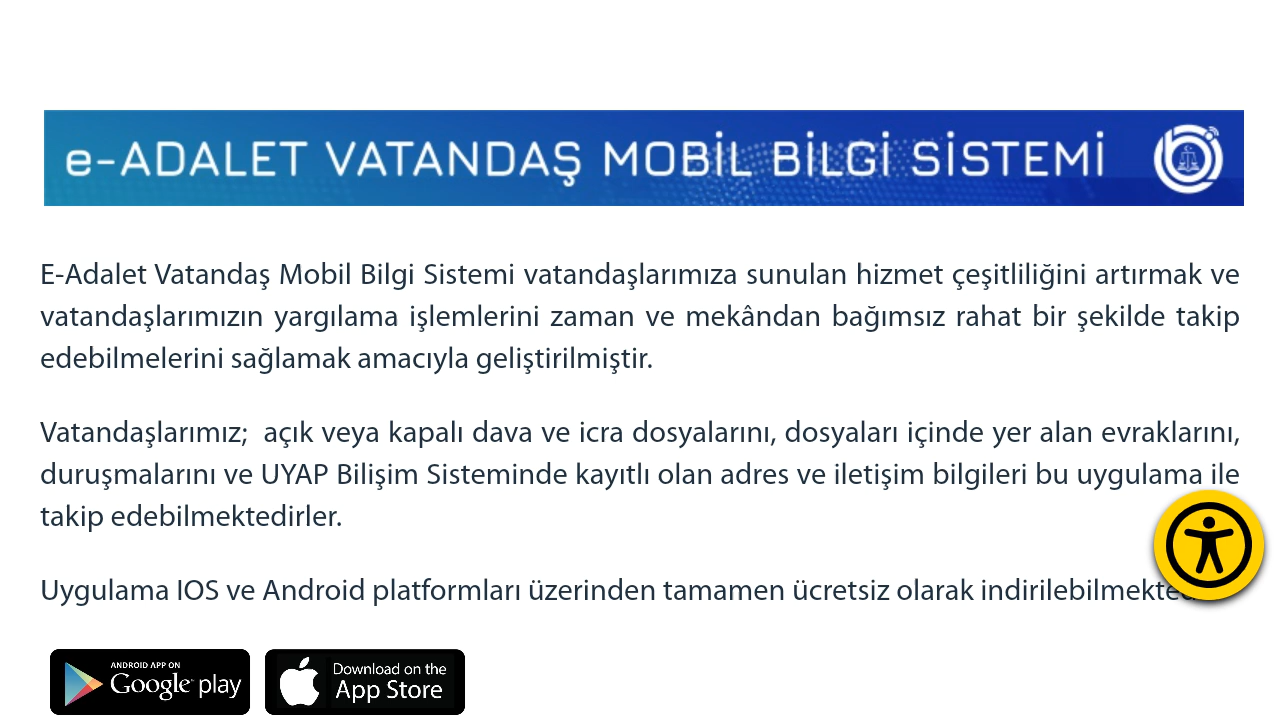 e-ADALET VATANDAŞ MOBİL BİLGİ SİSTEMİ
E-Adalet Vatandaş Mobil Bilgi Sistemi vatandaşlarımıza sunulan hizmet çeşitliliğini artırmak ve
vatandaşlarımızın yargılama işlemlerini zaman ve mekândan bağımsız rahat bir şekilde takip
edebilmelerini sağlamak amacıyla geliştirilmiştir.
Vatandaşlarımız; açık veya kapalı dava ve icra dosyalarını, dosyaları içinde yer alan evraklarını,
duruşmalarını ve UYAP Bilişim Sisteminde kayıtlı olan adres ve iletişim bilgileri bu uygulama ile
takip edebilmektedirler.
Uygulama IOS ve Android platformları üzerinden tamamen ücretsiz olarak
ANDROID APP ON
Google play
Download on the
App Store